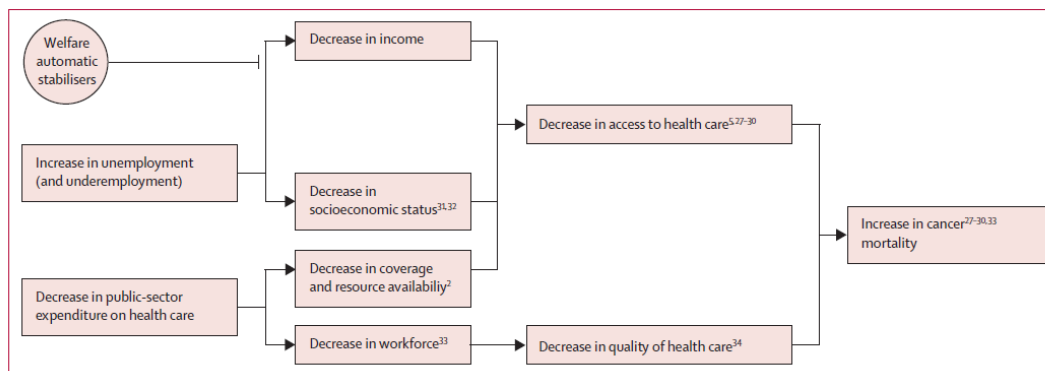 Welfare
automatic
stabilisers
Decrease in income
Decrease in access to health care5,27–30
Increase in unemployment
(and underemployment)
Decrease in
socioeconomic status31,32
Increase in cancer27–30,33
mortality
Decrease in coverage
and resource availabiliy2
Decrease in public-sector
expenditure on health care
Decrease in workforce33
Decrease in quality of health care34